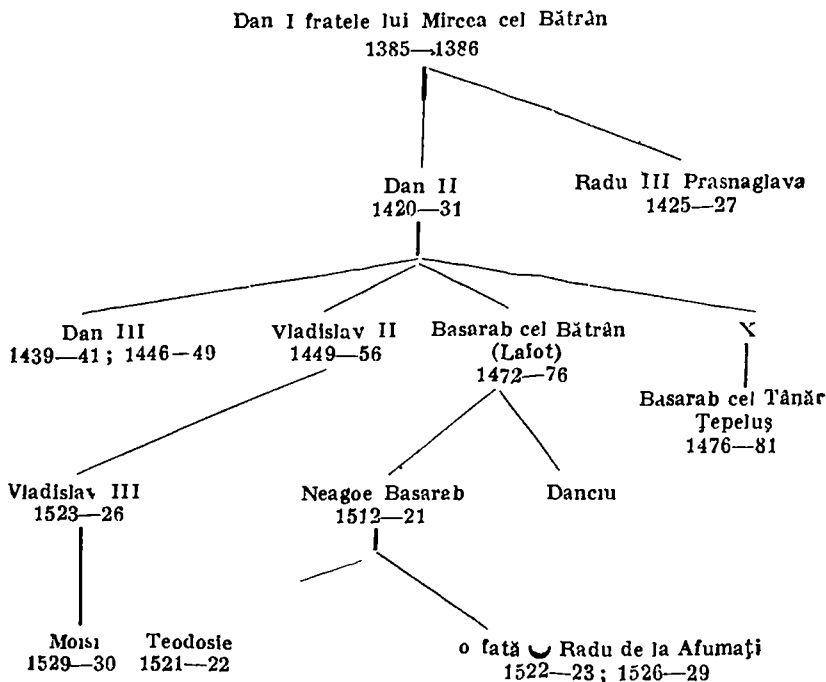 Dan I fratele lui Mircea cel Bătrân
1385—1386
Dan II
1420—31
Radu III Prasnaglava
1425—27
Dan III
1439—41 ; 1446—49
Vladislav II
1449—56
Basarab cel Bătrân
(Laiot)
1472—76
X
Basarab cel Tânăr
Ţepeluş
1476—81
Vladislav III
1523—26
Neagoe Basarab
1512—21
Danciu
Moisi
1529—30
Teodosie
1521—22
o fată ‿ Radu de la Afumaţi
1522—23 ; 1526—29